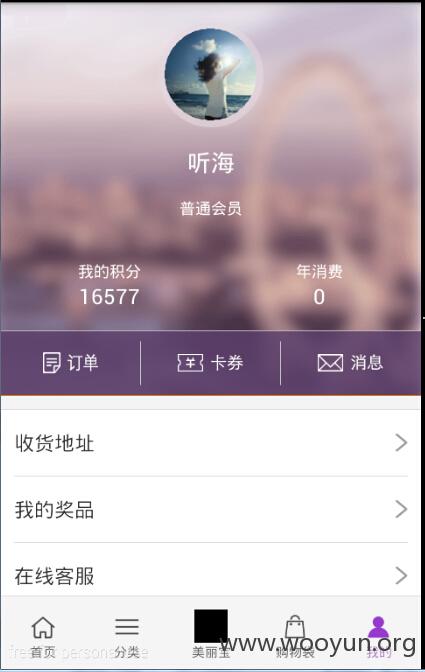 听海
普通会员
我的积分 年消费
16577 0
订单 卡券 消息
收货地址
我的奖品
在线客服
首页 分类 美丽宝 购物袋 我的
www.wooyun.org